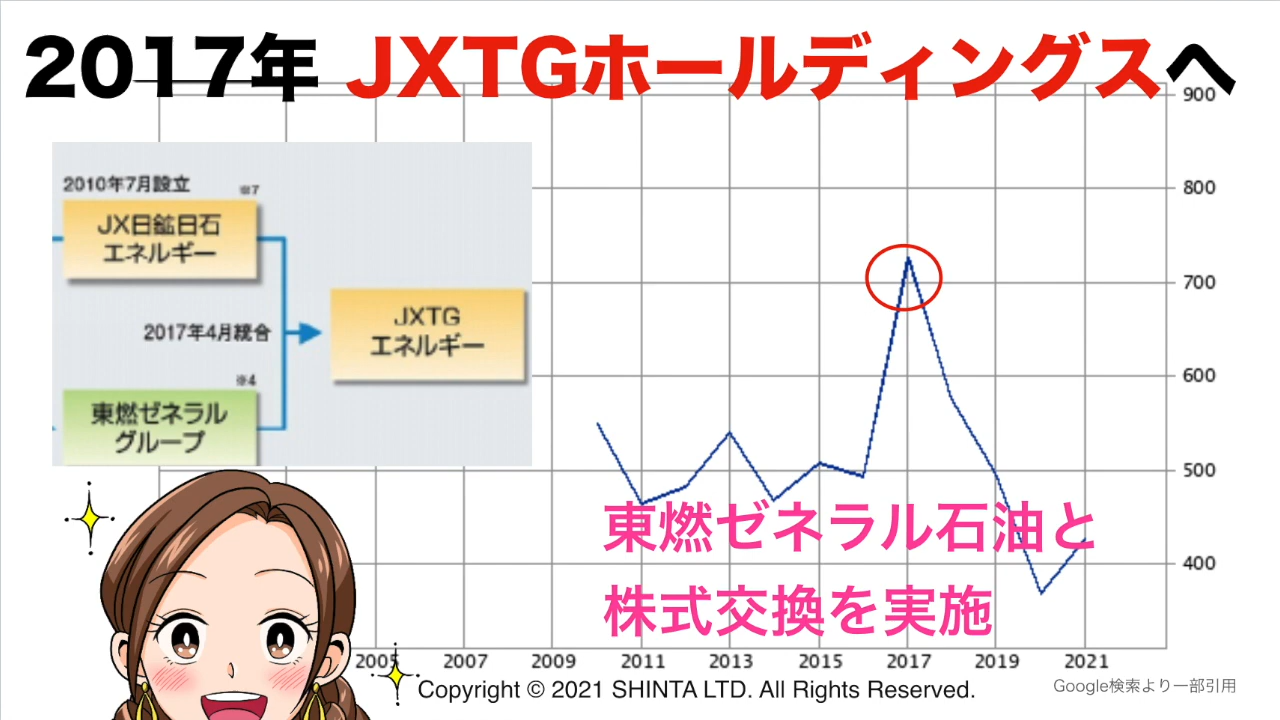 2017年 JXTGホールディングスへ
2010年7月設立 ※7
JX日鉱日石
エネルギー
2017年4月統合
JXTG
エネルギー
※4
東燃ゼネラル
グループ
900
800
700
600
500
400
東燃ゼネラル石油と
株式交換を実施
2005 2007 2009 2011 2013 2015 2017 2019 2021
Copyright © 2021 SHINTA LTD. All Rights Reserved.
Google検索より一部引用